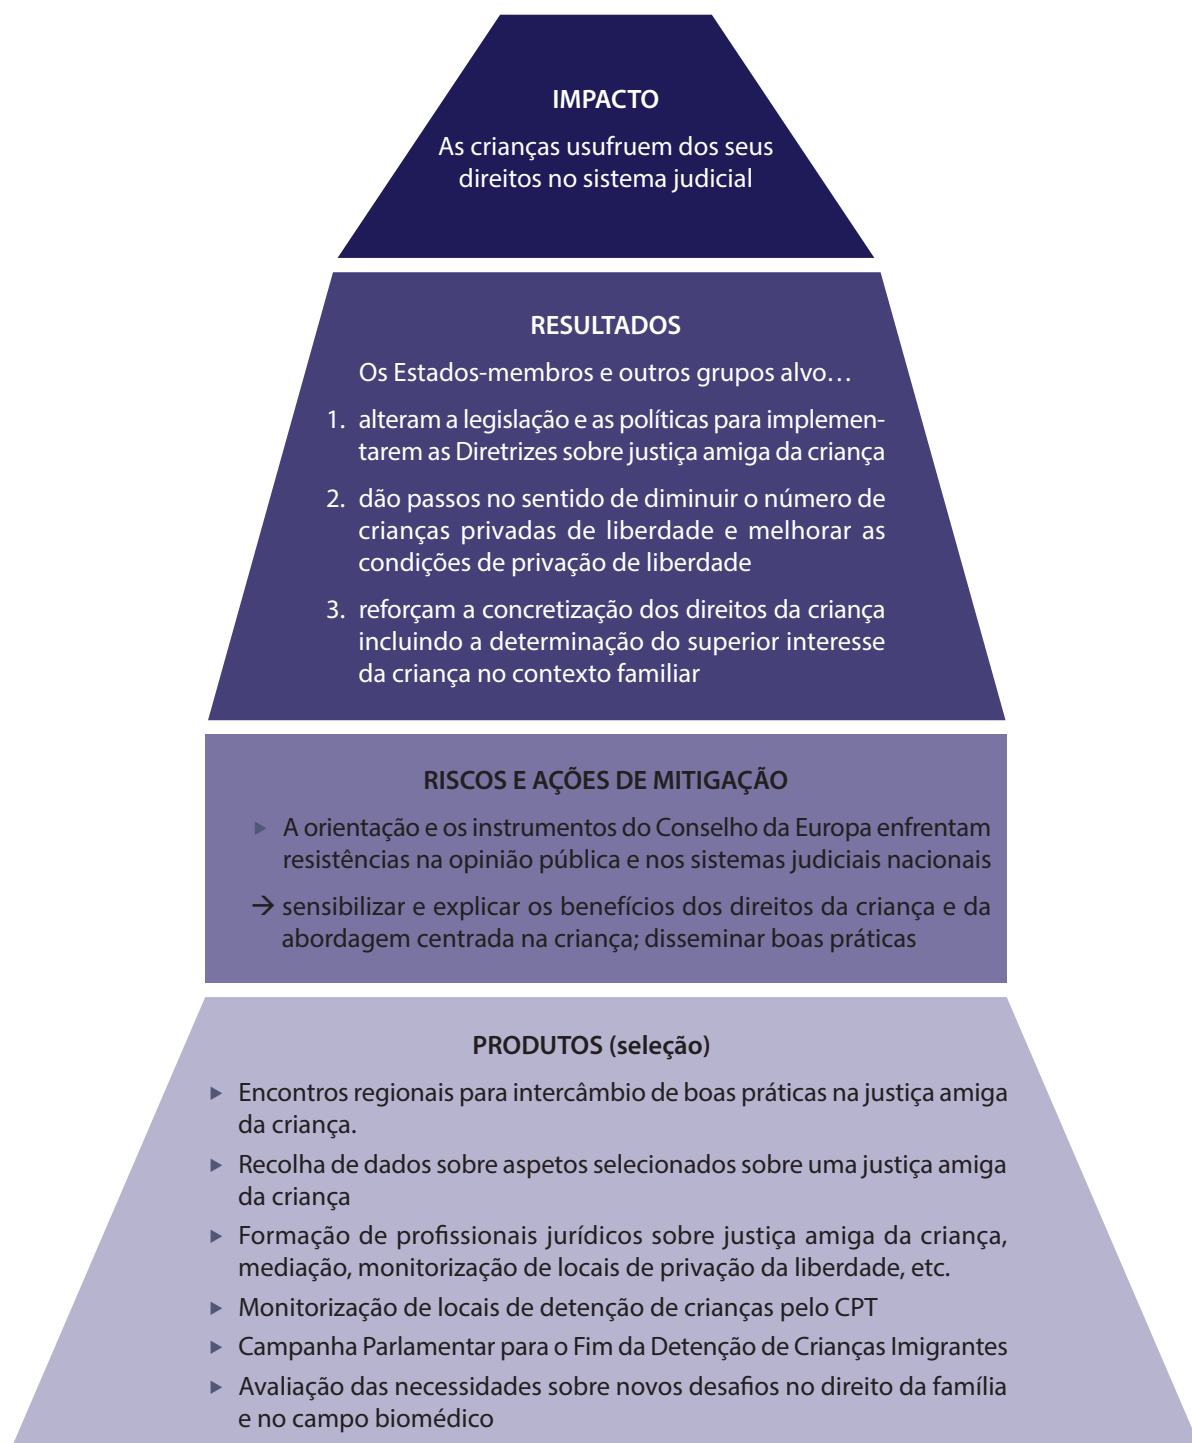 IMPACTO
As crianças usufruem dos seus
direitos no sistema judicial
RESULTADOS
Os Estados-membros e outros grupos alvo…
1. alteram a legislação e as políticas para implemen-
tarem as Diretrizes sobre justiça amiga da criança
2. dão passos no sentido de diminuir o número de
crianças privadas de liberdade e melhorar as
condições de privação de liberdade
3. reforçam a concretização dos direitos da criança
incluindo a determinação do superior interesse
da criança no contexto familiar
RISCOS E AÇÕES DE MITIGAÇÃO
▶ A orientação e os instrumentos do Conselho da Europa enfrentam
resistências na opinião pública e nos sistemas judiciais nacionais
→ sensibilizar e explicar os benefícios dos direitos da criança e da
abordagem centrada na criança; disseminar boas práticas
PRODUTOS (seleção)
▶ Encontros regionais para intercâmbio de boas práticas na justiça amiga
da criança.
▶ Recolha de dados sobre aspetos selecionados sobre uma justiça amiga
da criança
▶ Formação de profissionais jurídicos sobre justiça amiga da criança,
mediação, monitorização de locais de privação da liberdade, etc.
▶ Monitorização de locais de detenção de crianças pelo CPT
▶ Campanha Parlamentar para o Fim da Detenção de Crianças Imigrantes
▶ Avaliação das necessidades sobre novos desafios no direito da família
e no campo biomédico